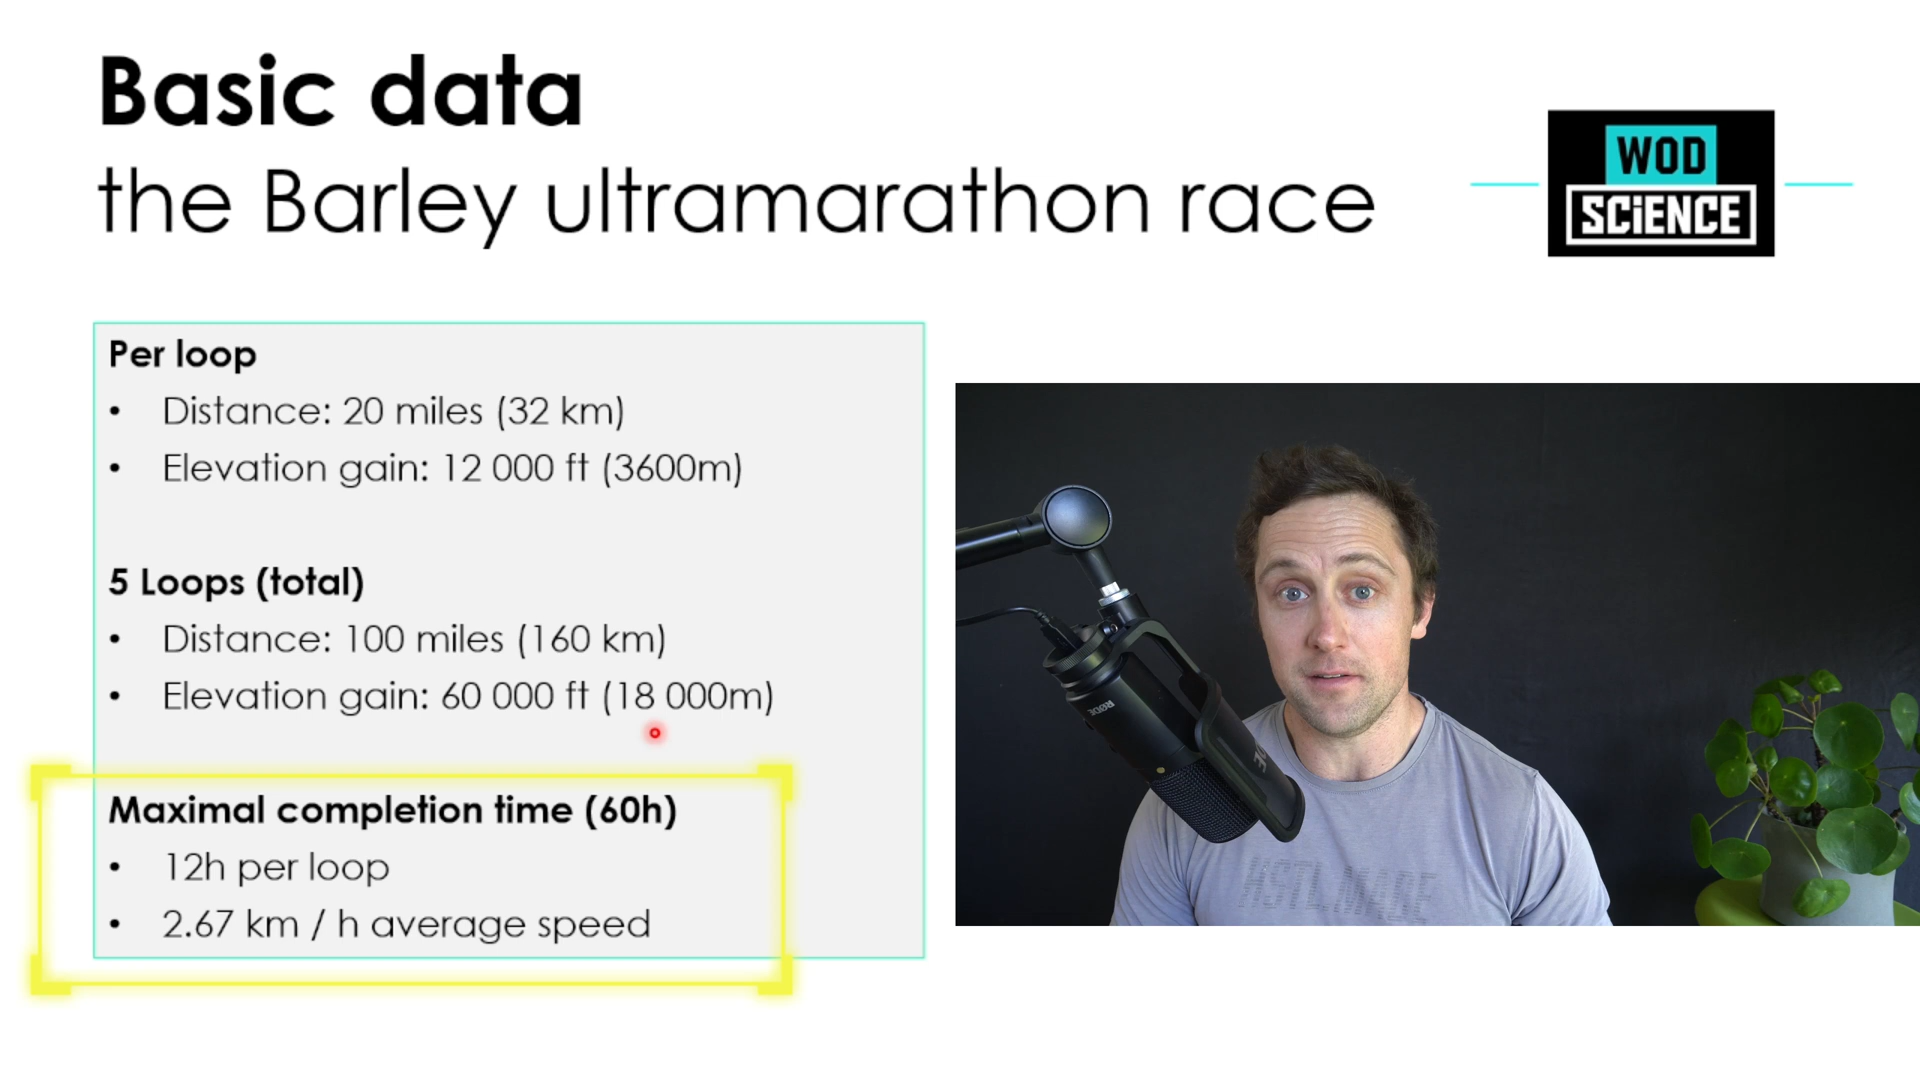 Basic data
the Barley ultramarathon race
WOD
SCiENCE
Per loop
• Distance: 20 miles (32 km)
• Elevation gain: 12 000 ft (3600m)
5 Loops (total)
• Distance: 100 miles (160 km)
• Elevation gain: 60 000 ft (18 000m)
Maximal completion time (60h)
• 12h per loop
• 2.67 km / h average speed
RØDE